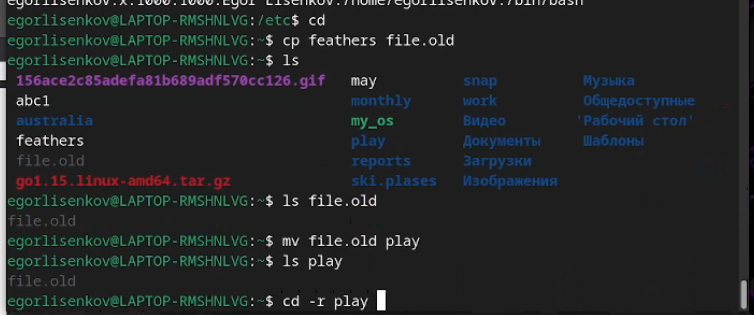 egorlisenkov:x:1000:1000:Egor Lisenkov:/home/egorlisenkov:/bin/bash
egorlisenkov@LAPTOP-RMSHNLVG:/etc$ cd
egorlisenkov@LAPTOP-RMSHNLVG:~$ cp feathers file.old
egorlisenkov@LAPTOP-RMSHNLVG:~$ ls
156ace2c85adefa81b689adf570cc126.gif may snap Музыка
abc1 monthly work Общедоступные
australia my_os Видео 'Рабочий стол'
feathers play Документы Шаблоны
file.old reports Загрузки
go1.15.linux-amd64.tar.gz ski.plases Изображения
egorlisenkov@LAPTOP-RMSHNLVG:~$ ls file.old
file.old
egorlisenkov@LAPTOP-RMSHNLVG:~$ mv file.old play
egorlisenkov@LAPTOP-RMSHNLVG:~$ ls play
file.old
egorlisenkov@LAPTOP-RMSHNLVG:~$ cd -r play